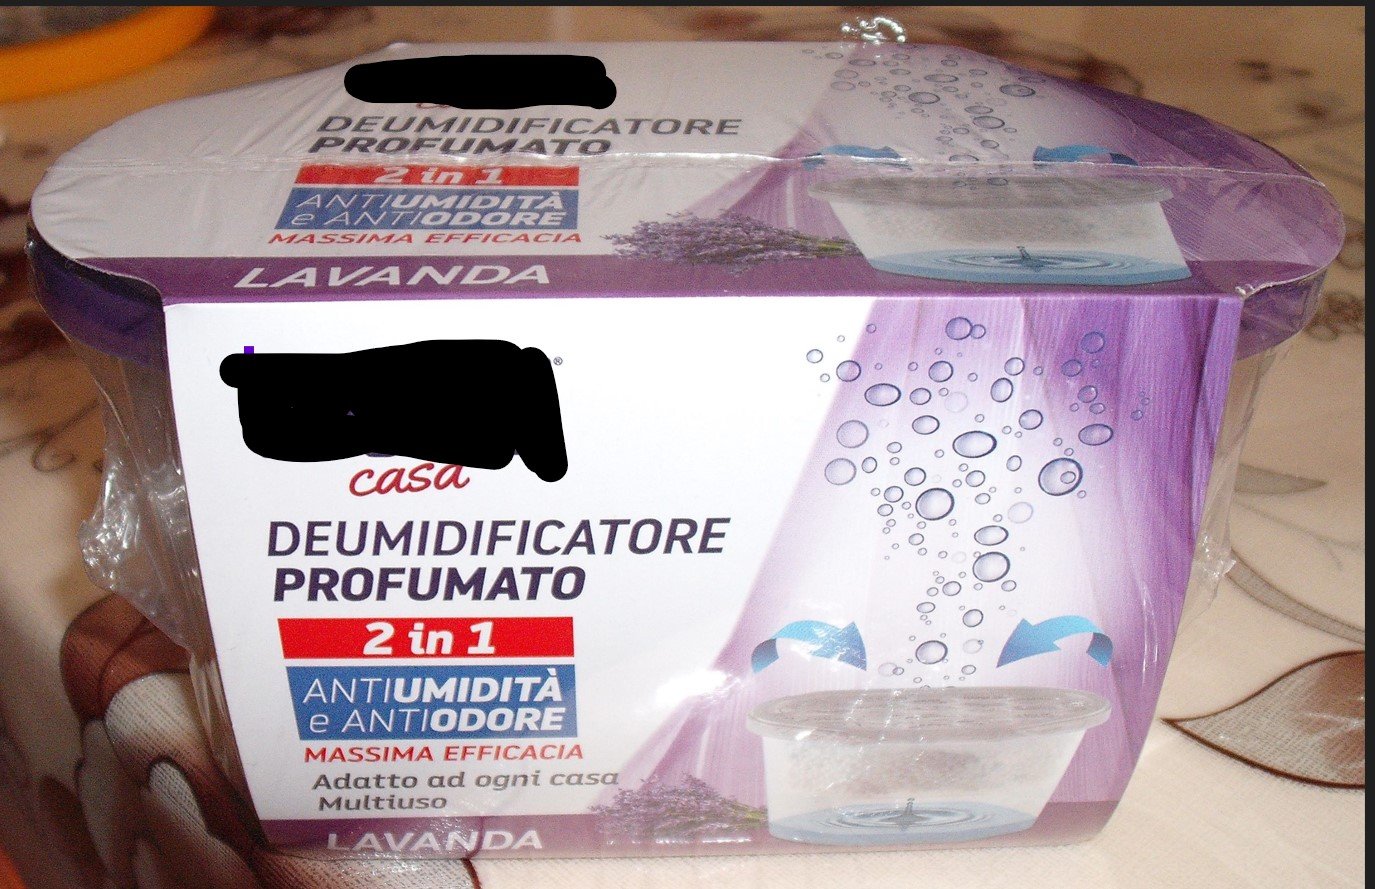 DEUMIDIFICATORE
PROFUMATO
2 in 1
ANTIUMIDITÀ
e ANTIODORE
MASSIMA EFFICACIA
LAVANDA
®
casa
DEUMIDIFICATORE
PROFUMATO
2 in 1
ANTIUMIDITÀ
e ANTIODORE
MASSIMA EFFICACIA
Adatto ad ogni casa
Multiuso
LAVANDA